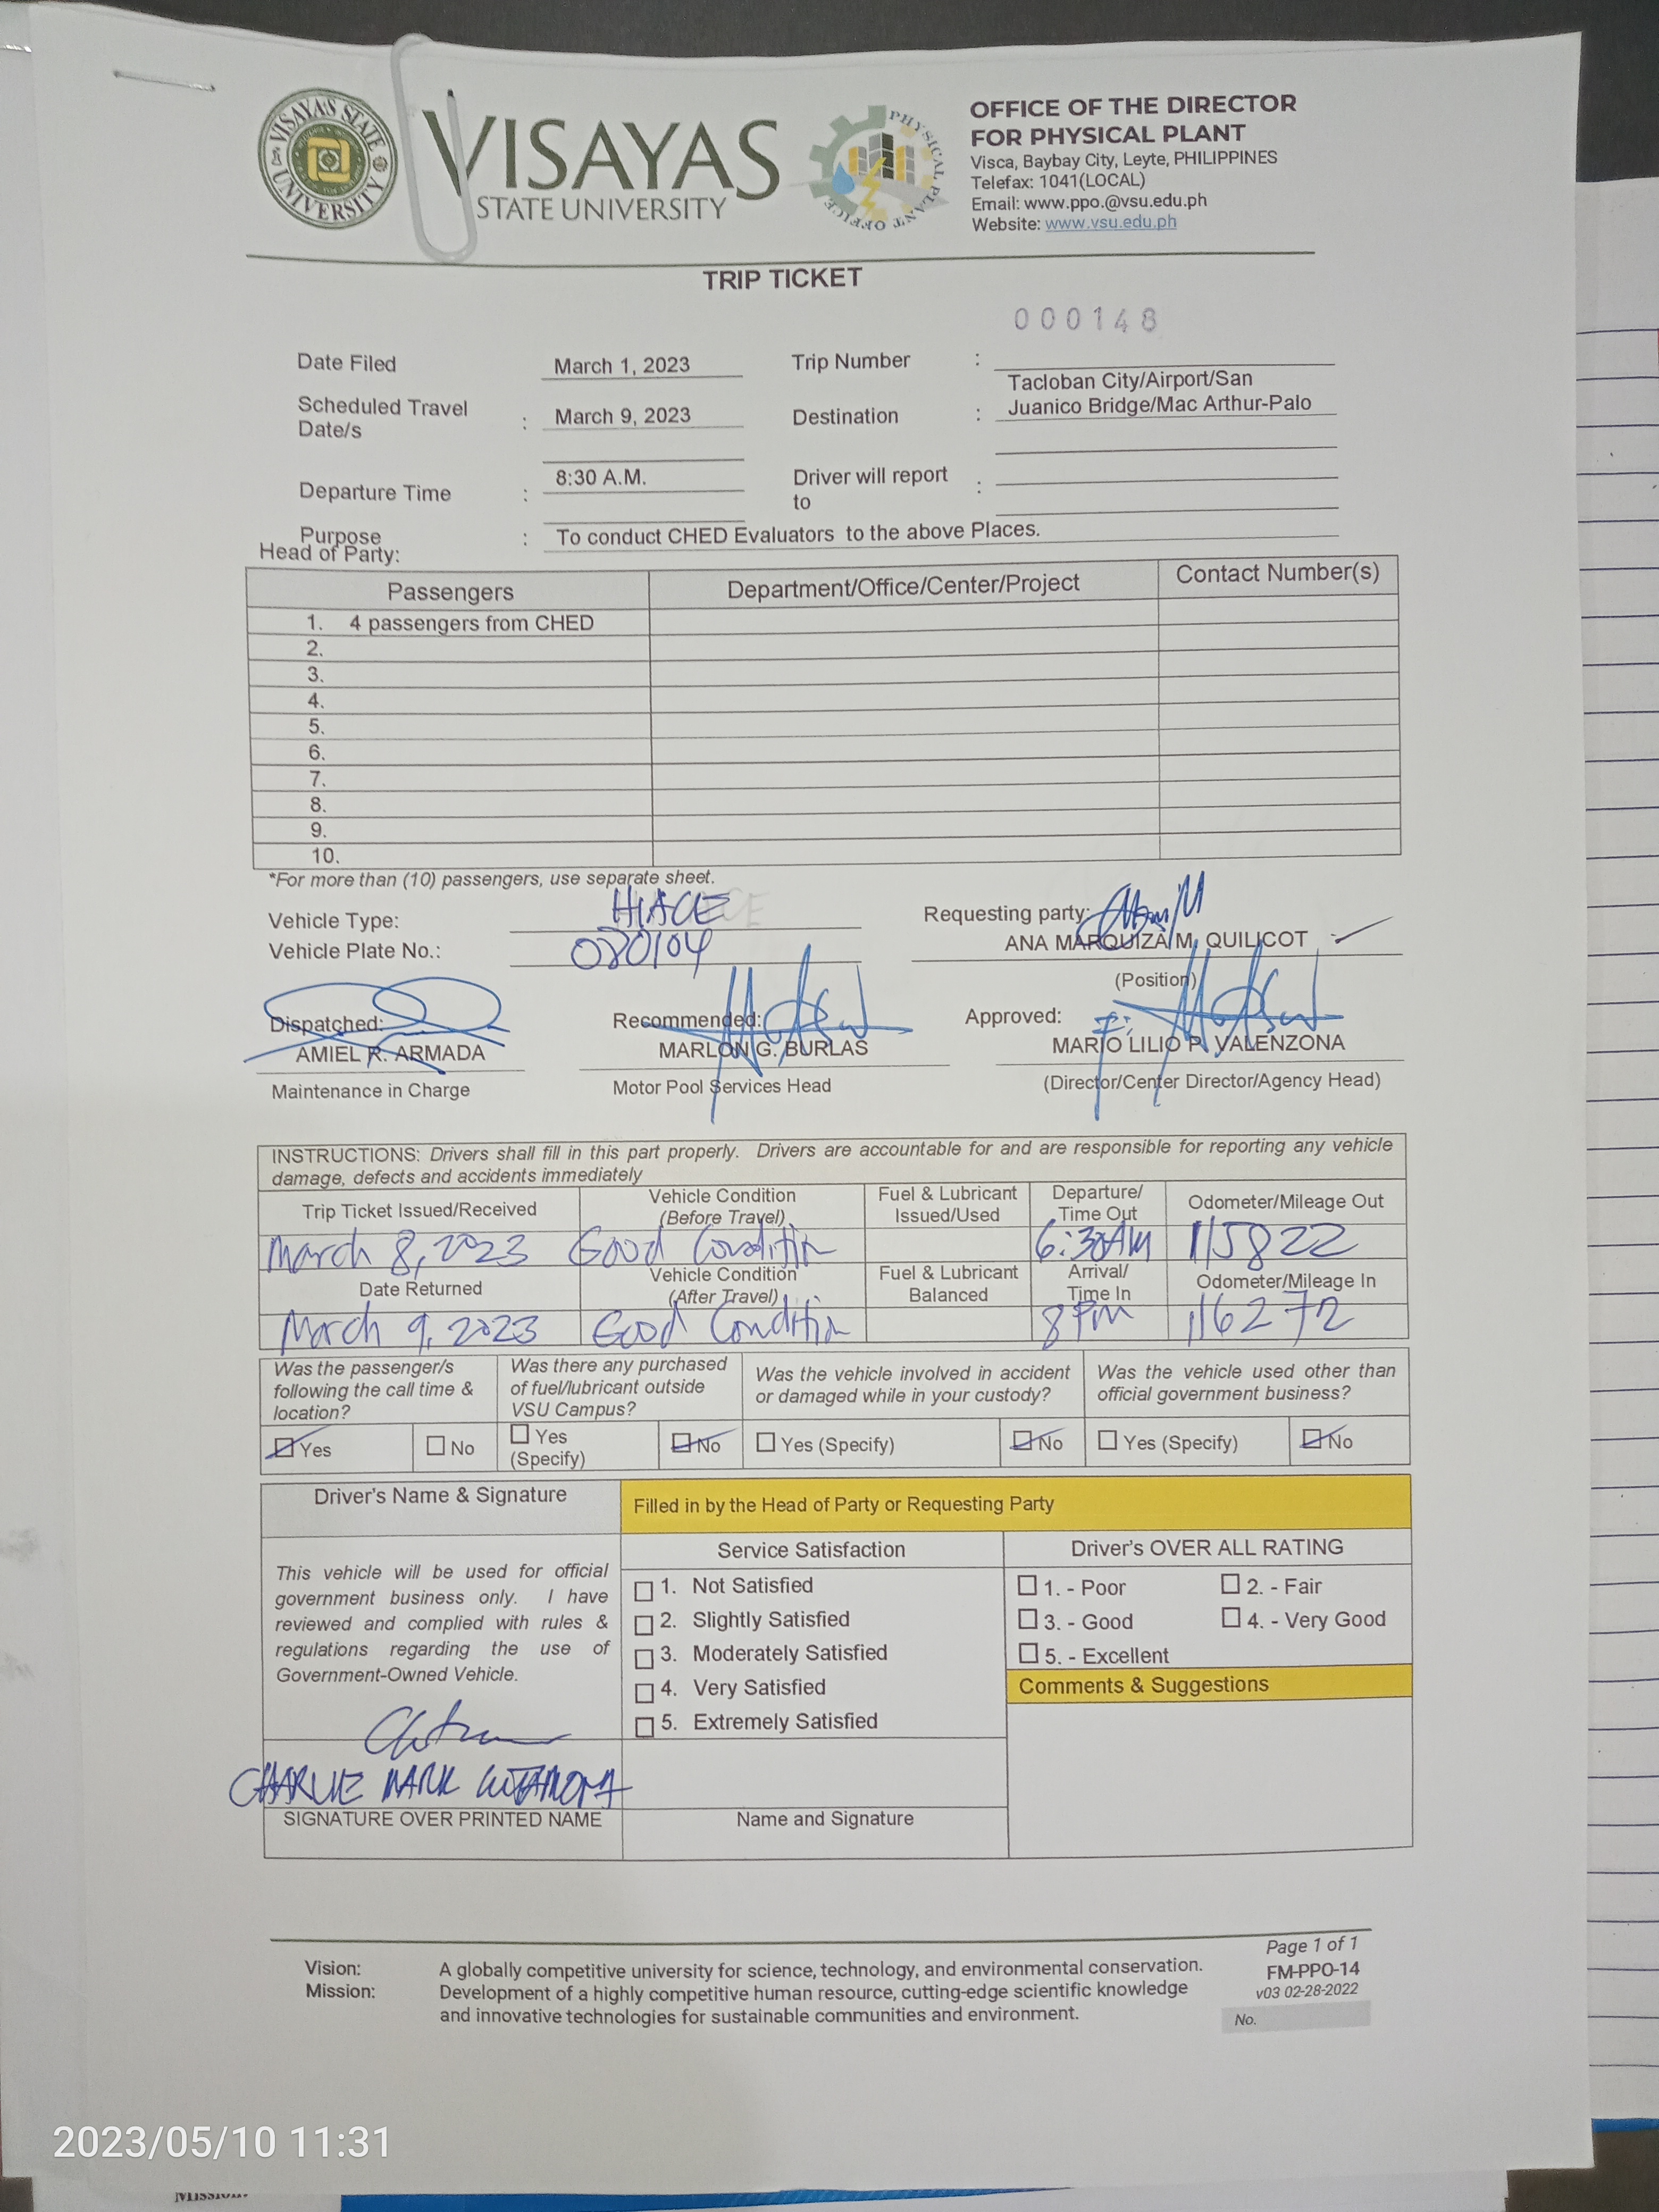 VISAYAS STATE UNIVERSITY
VISAYAS
STATE UNIVERSITY
PHYSICAL PLANT OFFICE
OFFICE OF THE DIRECTOR
FOR PHYSICAL PLANT
Visca, Baybay City, Leyte, PHILIPPINES
Telefax: 1041(LOCAL)
Email: www.ppo.@vsu.edu.ph
Website: www.vsu.edu.ph
TRIP TICKET
000148
Date Filed March 1, 2023 Trip Number :
Scheduled Travel Date/s : March 9, 2023 Destination : Tacloban City/Airport/San
Juanico Bridge/Mac Arthur-Palo
Departure Time : 8:30 A.M. Driver will report to :
Purpose : To conduct CHED Evaluators to the above Places.
Head of Party:
Passengers Department/Office/Center/Project Contact Number(s)
1. 4 passengers from CHED
2.
3.
4.
5.
6.
7.
8.
9.
10.
*For more than (10) passengers, use separate sheet.
Vehicle Type: HIACE Requesting party:
Vehicle Plate No.: 080104 ANA MARQUIZA M. QUILICOT
(Position)
Dispatched: Recommended: Approved:
AMIEL R. ARMADA MARLON G. BURLAS MARIO LILIO P. VALENZONA
Maintenance in Charge Motor Pool Services Head (Director/Center Director/Agency Head)
INSTRUCTIONS: Drivers shall fill in this part properly. Drivers are accountable for and are responsible for reporting any vehicle
damage, defects and accidents immediately
Trip Ticket Issued/Received Vehicle Condition (Before Travel) Fuel & Lubricant Issued/Used Departure/ Time Out Odometer/Mileage Out
March 8, 2023 Good Condition 6:30AM 115822
Date Returned Vehicle Condition (After Travel) Fuel & Lubricant Balanced Arrival/ Time In Odometer/Mileage In
March 9, 2023 Good Condition 8PM 116272
Was the passenger/s following the call time & location? Was there any purchased of fuel/lubricant outside VSU Campus? Was the vehicle involved in accident or damaged while in your custody? Was the vehicle used other than official government business?
Yes No Yes (Specify) No Yes (Specify) No Yes (Specify) No
Driver's Name & Signature Filled in by the Head of Party or Requesting Party
This vehicle will be used for official
government business only. I have
reviewed and complied with rules &
regulations regarding the use of
Government-Owned Vehicle.
CHARLIE MARK
SIGNATURE OVER PRINTED NAME
Service Satisfaction
1. Not Satisfied
2. Slightly Satisfied
3. Moderately Satisfied
4. Very Satisfied
5. Extremely Satisfied
Name and Signature
Driver's OVER ALL RATING
1. - Poor 2. - Fair
3. - Good 4. - Very Good
5. - Excellent
Comments & Suggestions
Vision: A globally competitive university for science, technology, and environmental conservation.
Mission: Development of a highly competitive human resource, cutting-edge scientific knowledge
and innovative technologies for sustainable communities and environment.
Page 1 of 1
FM-PPO-14
v03 02-28-2022
No.
2023/05/10 11:31